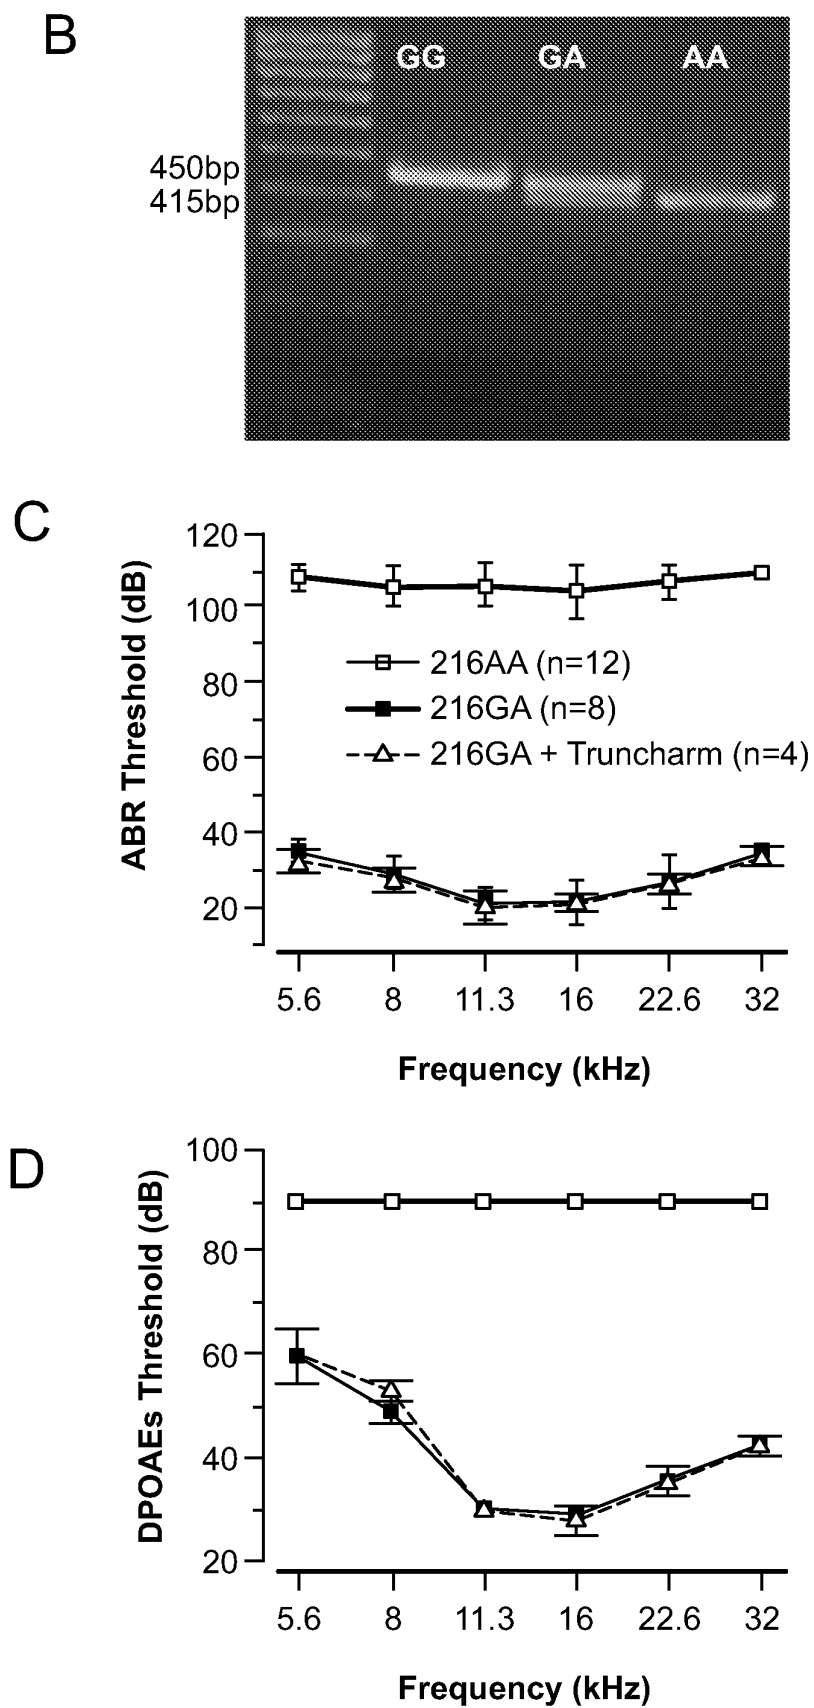 B
GG GA AA
450bp
415bp
C
ABR Threshold (dB)
120
100
80
60
40
20
216AA (n=12)
216GA (n=8)
216GA + Truncharm (n=4)
5.6 8 11.3 16 22.6 32
Frequency (kHz)
D
DPOAEs Threshold (dB)
100
80
60
40
20
5.6 8 11.3 16 22.6 32
Frequency (kHz)